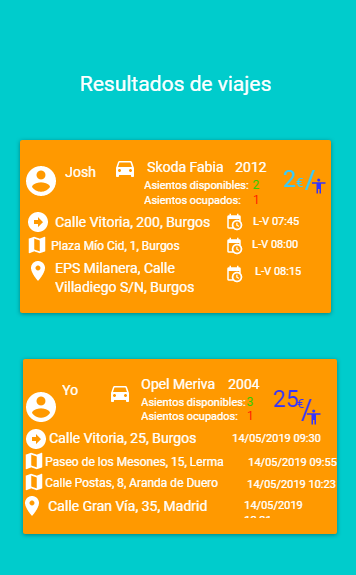 Resultados de viajes
Josh
Skoda Fabia 2012
Asientos disponibles: 2
Asientos ocupados: 1
2€/
Calle Vitoria, 200, Burgos L-V 07:45
Plaza Mío Cid, 1, Burgos L-V 08:00
EPS Milanera, Calle L-V 08:15
Villadiego S/N, Burgos
Yo
Opel Meriva 2004
Asientos disponibles: 3
Asientos ocupados: 1
25€/
Calle Vitoria, 25, Burgos 14/05/2019 09:30
Paseo de los Mesones, 15, Lerma 14/05/2019 09:55
Calle Postas, 8, Aranda de Duero 14/05/2019 10:23
Calle Gran Vía, 35, Madrid 14/05/2019